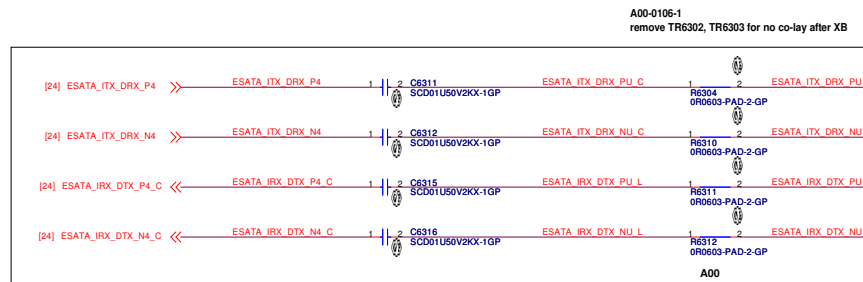 A00-0106-1
remove TR6302, TR6303 for no co-lay after XB
[24] ESATA_ITX_DRX_P4 ESATA_ITX_DRX_P4 1 2 C6311 ESATA_ITX_DRX_PU_C 1 2 ESATA_ITX_DRX_PU
SCD01U50V2KX-1GP R6304
0R0603-PAD-2-GP
[24] ESATA_ITX_DRX_N4 ESATA_ITX_DRX_N4 1 2 C6312 ESATA_ITX_DRX_NU_C 1 2 ESATA_ITX_DRX_NU
SCD01U50V2KX-1GP R6310
0R0603-PAD-2-GP
[24] ESATA_IRX_DTX_P4_C ESATA_IRX_DTX_P4_C 1 2 C6315 ESATA_IRX_DTX_PU_L 1 2 ESATA_IRX_DTX_PU
SCD01U50V2KX-1GP R6311
0R0603-PAD-2-GP
[24] ESATA_IRX_DTX_N4_C ESATA_IRX_DTX_N4_C 1 2 C6316 ESATA_IRX_DTX_NU_L 1 2 ESATA_IRX_DTX_NU
SCD01U50V2KX-1GP R6312
0R0603-PAD-2-GP
A00